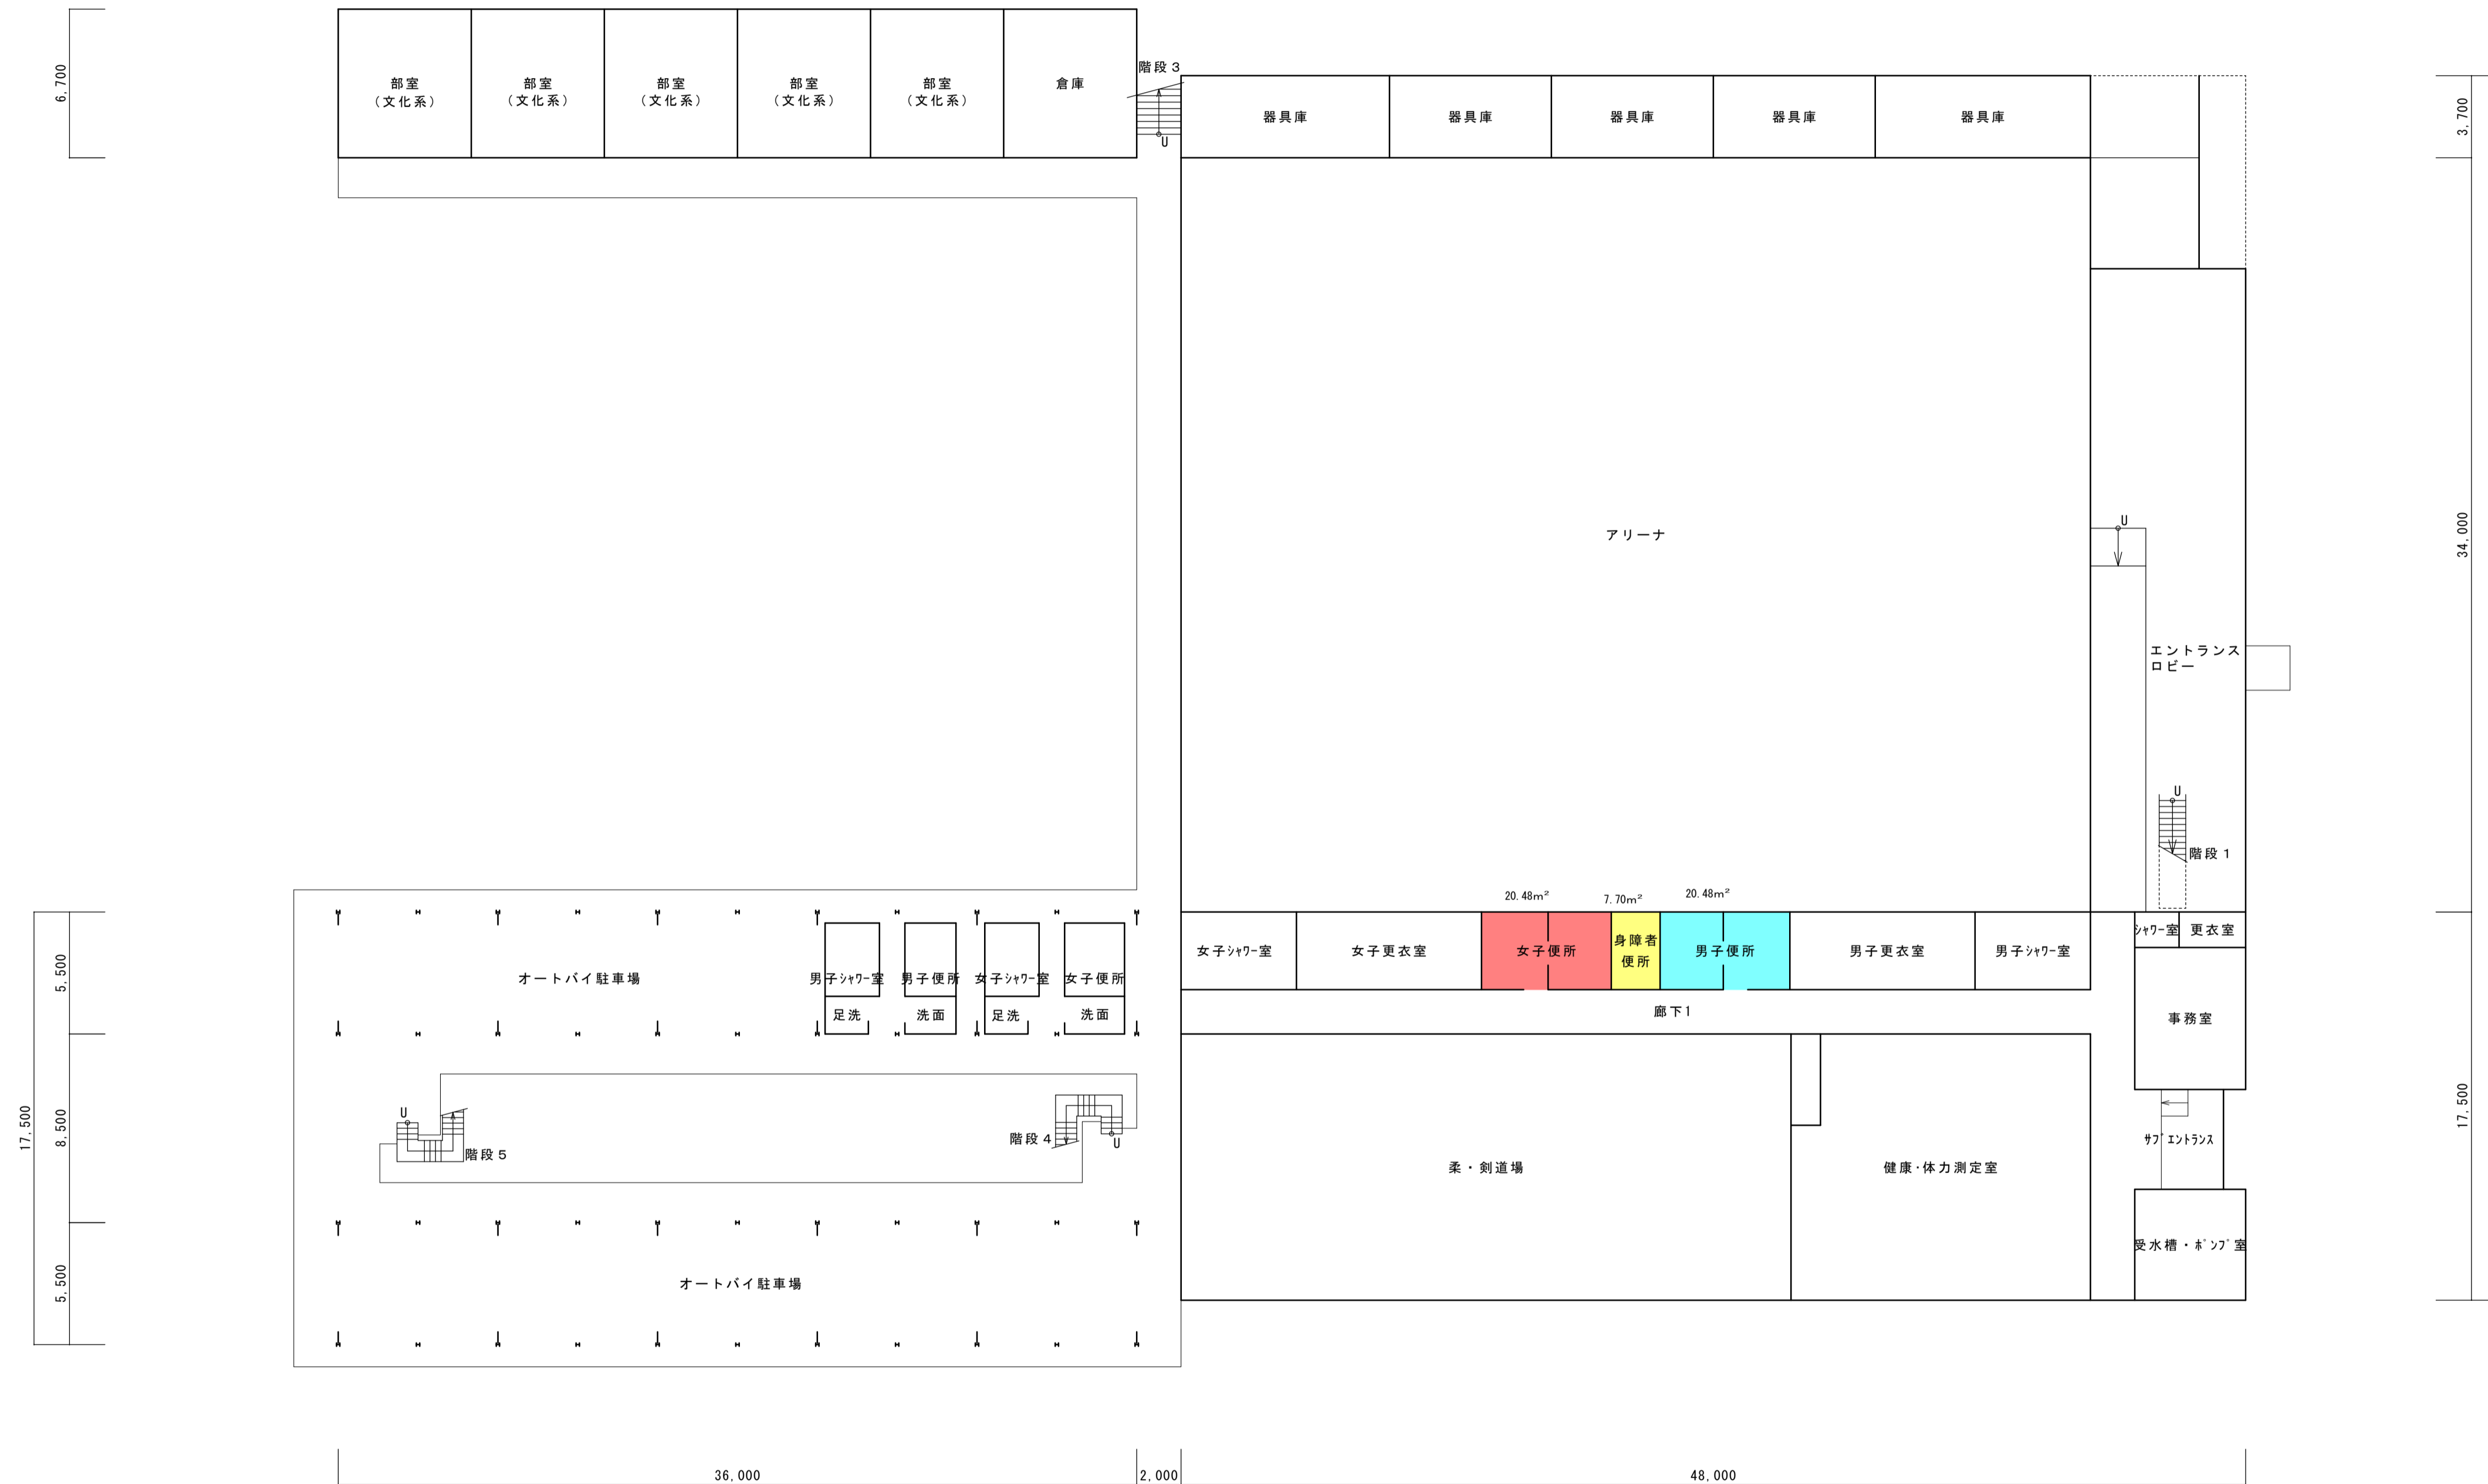 階段３
部室
（文化系）
部室
（文化系）
部室
（文化系）
部室
（文化系）
部室
（文化系）
倉庫
U
器具庫
器具庫
器具庫
器具庫
器具庫
6,700
3,700
アリーナ
34,000
U
エントランス
ロビー
U
階段１
20.48m²
7.70m²
20.48m²
女子ｼｬﾜｰ室
女子更衣室
女子便所
身障者
便所
男子便所
男子更衣室
男子ｼｬﾜｰ室
ｼｬﾜｰ室
更衣室
オートバイ駐車場
男子ｼｬﾜｰ室
男子便所
女子ｼｬﾜｰ室
女子便所
足洗
洗面
足洗
洗面
廊下1
事務室
5,500
8,500
5,500
17,500
17,500
U
階段５
階段４
U
柔・剣道場
健康･体力測定室
ｻﾌﾞｴﾝﾄﾗﾝｽ
受水槽・ﾎﾟﾝﾌﾟ室
オートバイ駐車場
36,000
2,000
48,000